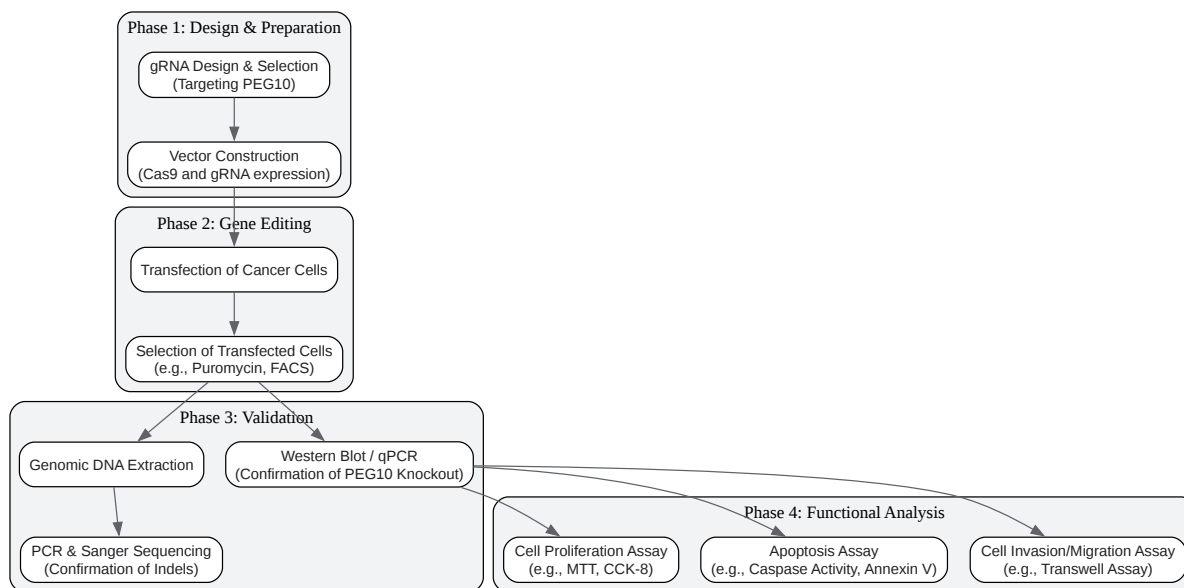 Phase 1: Design & Preparation
gRNA Design & Selection
(Targeting PEG10)
Vector Construction
(Cas9 and gRNA expression)
Phase 2: Gene Editing
Transfection of Cancer Cells
Selection of Transfected Cells
(e.g., Puromycin, FACS)
Phase 3: Validation
Genomic DNA Extraction
Western Blot / qPCR
(Confirmation of PEG10 Knockout)
PCR & Sanger Sequencing
(Confirmation of Indels)
Phase 4: Functional Analysis
Cell Proliferation Assay
(e.g., MTT, CCK-8)
Apoptosis Assay
(e.g., Caspase Activity, Annexin V)
Cell Invasion/Migration Assay
(e.g., Transwell Assay)